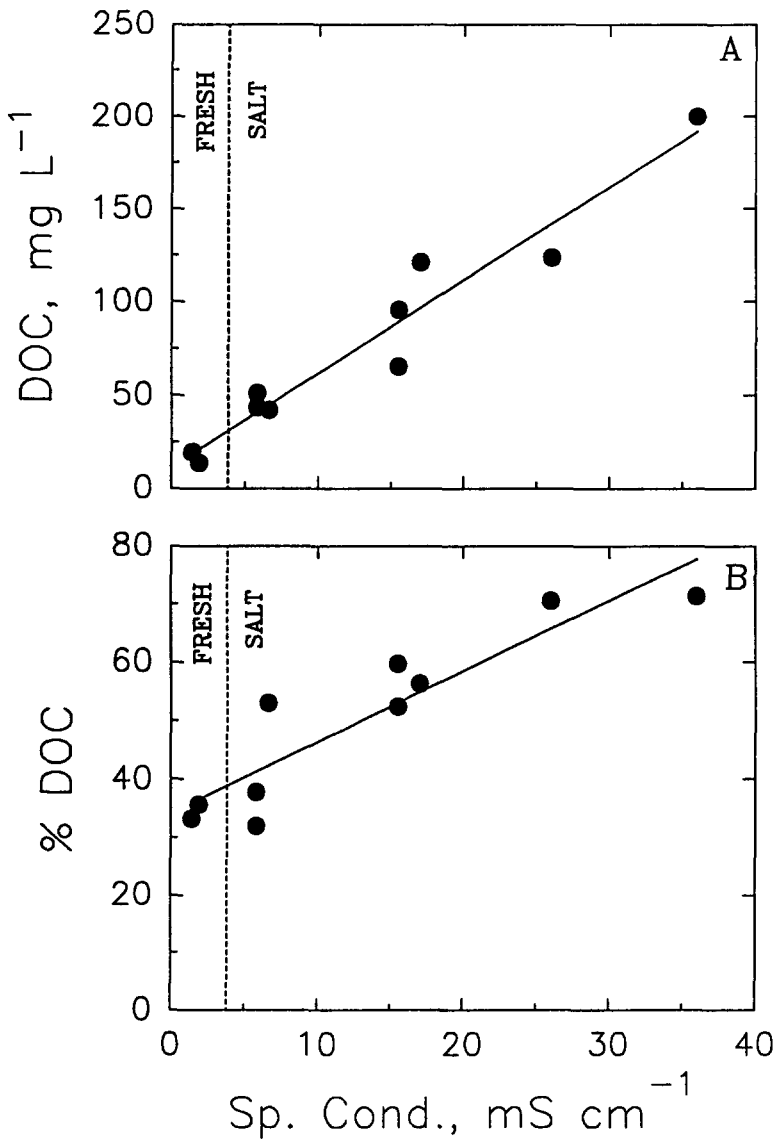 250
200
150
100
50
0
DOC, mg L⁻¹
FRESH
SALT
A
80
60
40
20
0
% DOC
FRESH
SALT
B
0 10 20 30 40
Sp. Cond., mS cm⁻¹